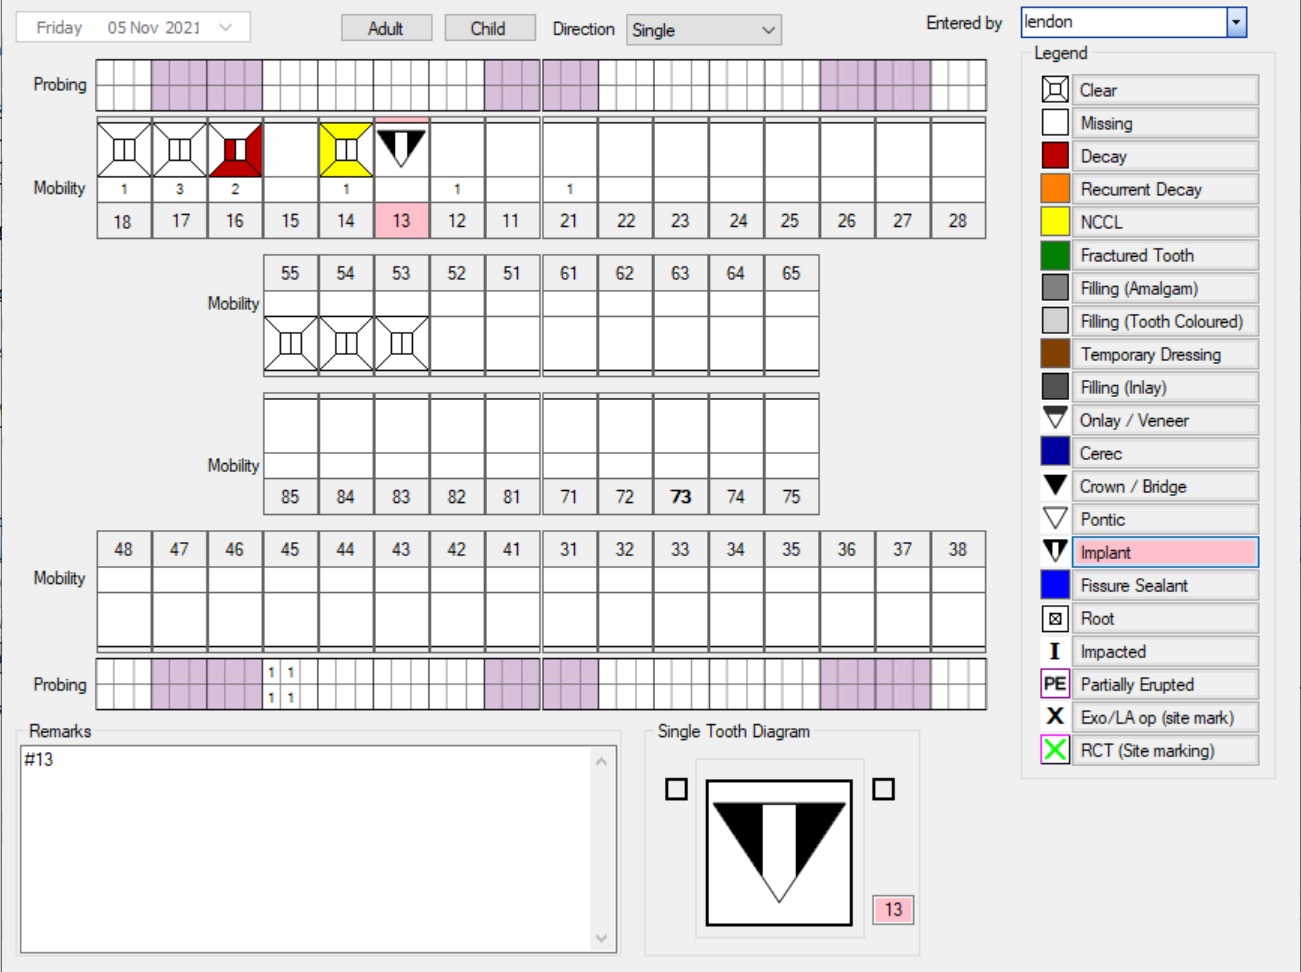 Friday 05 Nov 2021 Adult Child Direction Single Entered by lendon
Legend
Probing
Clear
Missing
Decay
Recurrent Decay
NCCL
Fractured Tooth
Filling (Amalgam)
Filling (Tooth Coloured)
Temporary Dressing
Filling (Inlay)
Onlay / Veneer
Cerec
Crown / Bridge
Pontic
Implant
Fissure Sealant
Root
I Impacted
PE Partially Erupted
X Exo/LA op (site mark)
RCT (Site marking)
Mobility 1 3 2 1 1 1
18 17 16 15 14 13 12 11 21 22 23 24 25 26 27 28
55 54 53 52 51 61 62 63 64 65
Mobility
Mobility
85 84 83 82 81 71 72 73 74 75
48 47 46 45 44 43 42 41 31 32 33 34 35 36 37 38
Mobility
1 1
Probing
1 1
Remarks
#13
Single Tooth Diagram
13